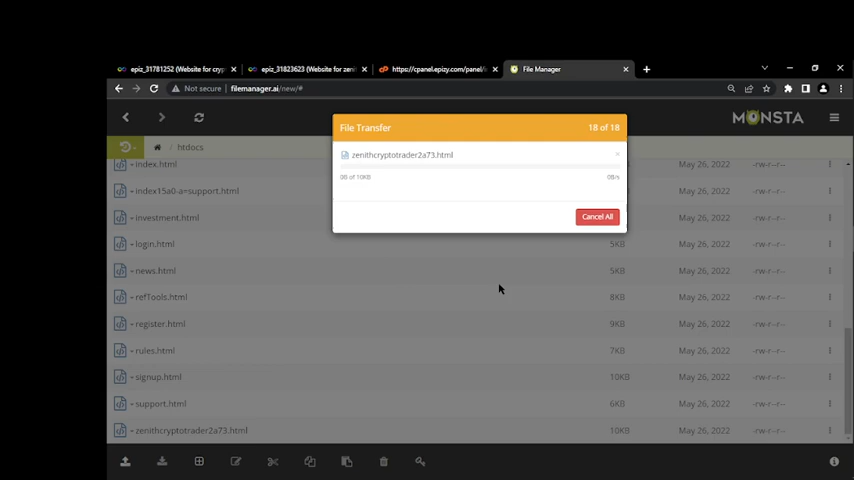 epiz_31781252 (Website for cryp
epiz_31823623 (Website for zeni
https://cpanel.epizy.com/panel/in
File Manager
Not secure | filemanager.ai/new/#
MONSTA
File Transfer 18 of 18
zenithcryptotrader2a73.html
0B of 10KB 0B/s
Cancel All
htdocs
index.html May 26, 2022 -rw-r--r--
index15a0-a=support.html May 26, 2022 -rw-r--r--
investment.html May 26, 2022 -rw-r--r--
login.html 5KB May 26, 2022 -rw-r--r--
news.html 5KB May 26, 2022 -rw-r--r--
refTools.html 8KB May 26, 2022 -rw-r--r--
register.html 9KB May 26, 2022 -rw-r--r--
rules.html 7KB May 26, 2022 -rw-r--r--
signup.html 10KB May 26, 2022 -rw-r--r--
support.html 6KB May 26, 2022 -rw-r--r--
zenithcryptotrader2a73.html 10KB May 26, 2022 -rw-r--r--